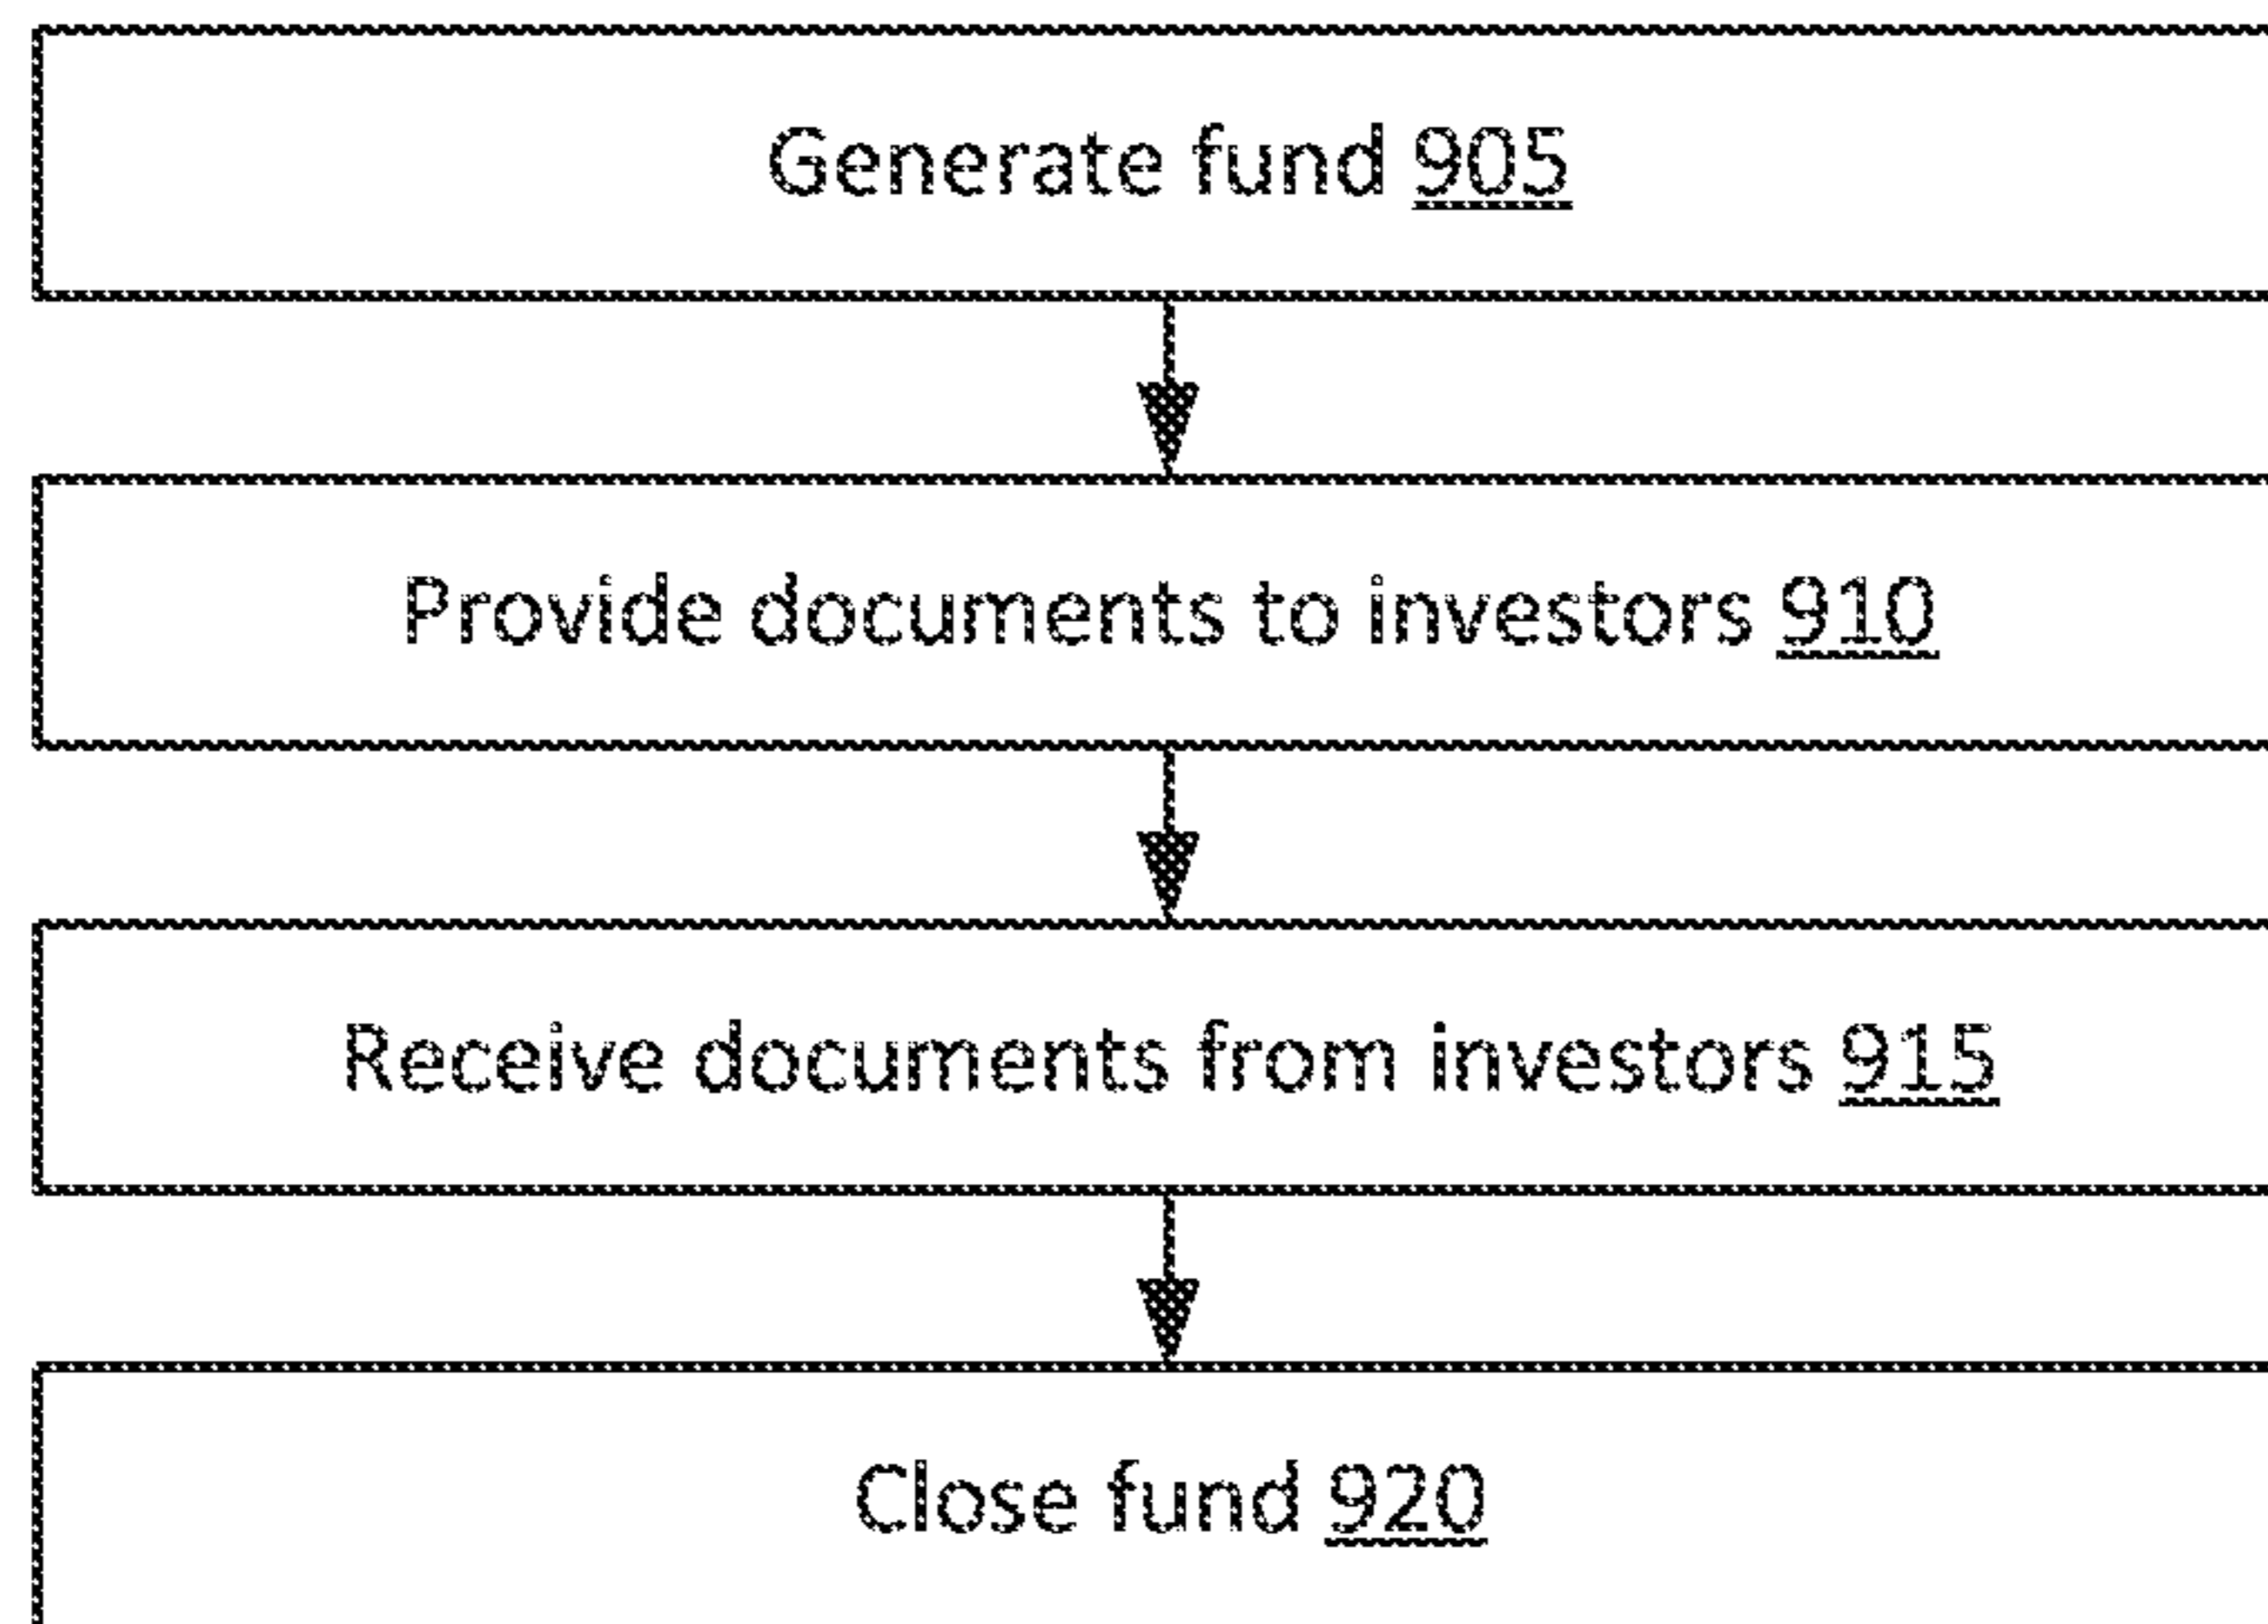 Generate fund 905
Provide documents to investors 910
Receive documents from investors 915
Close fund 920